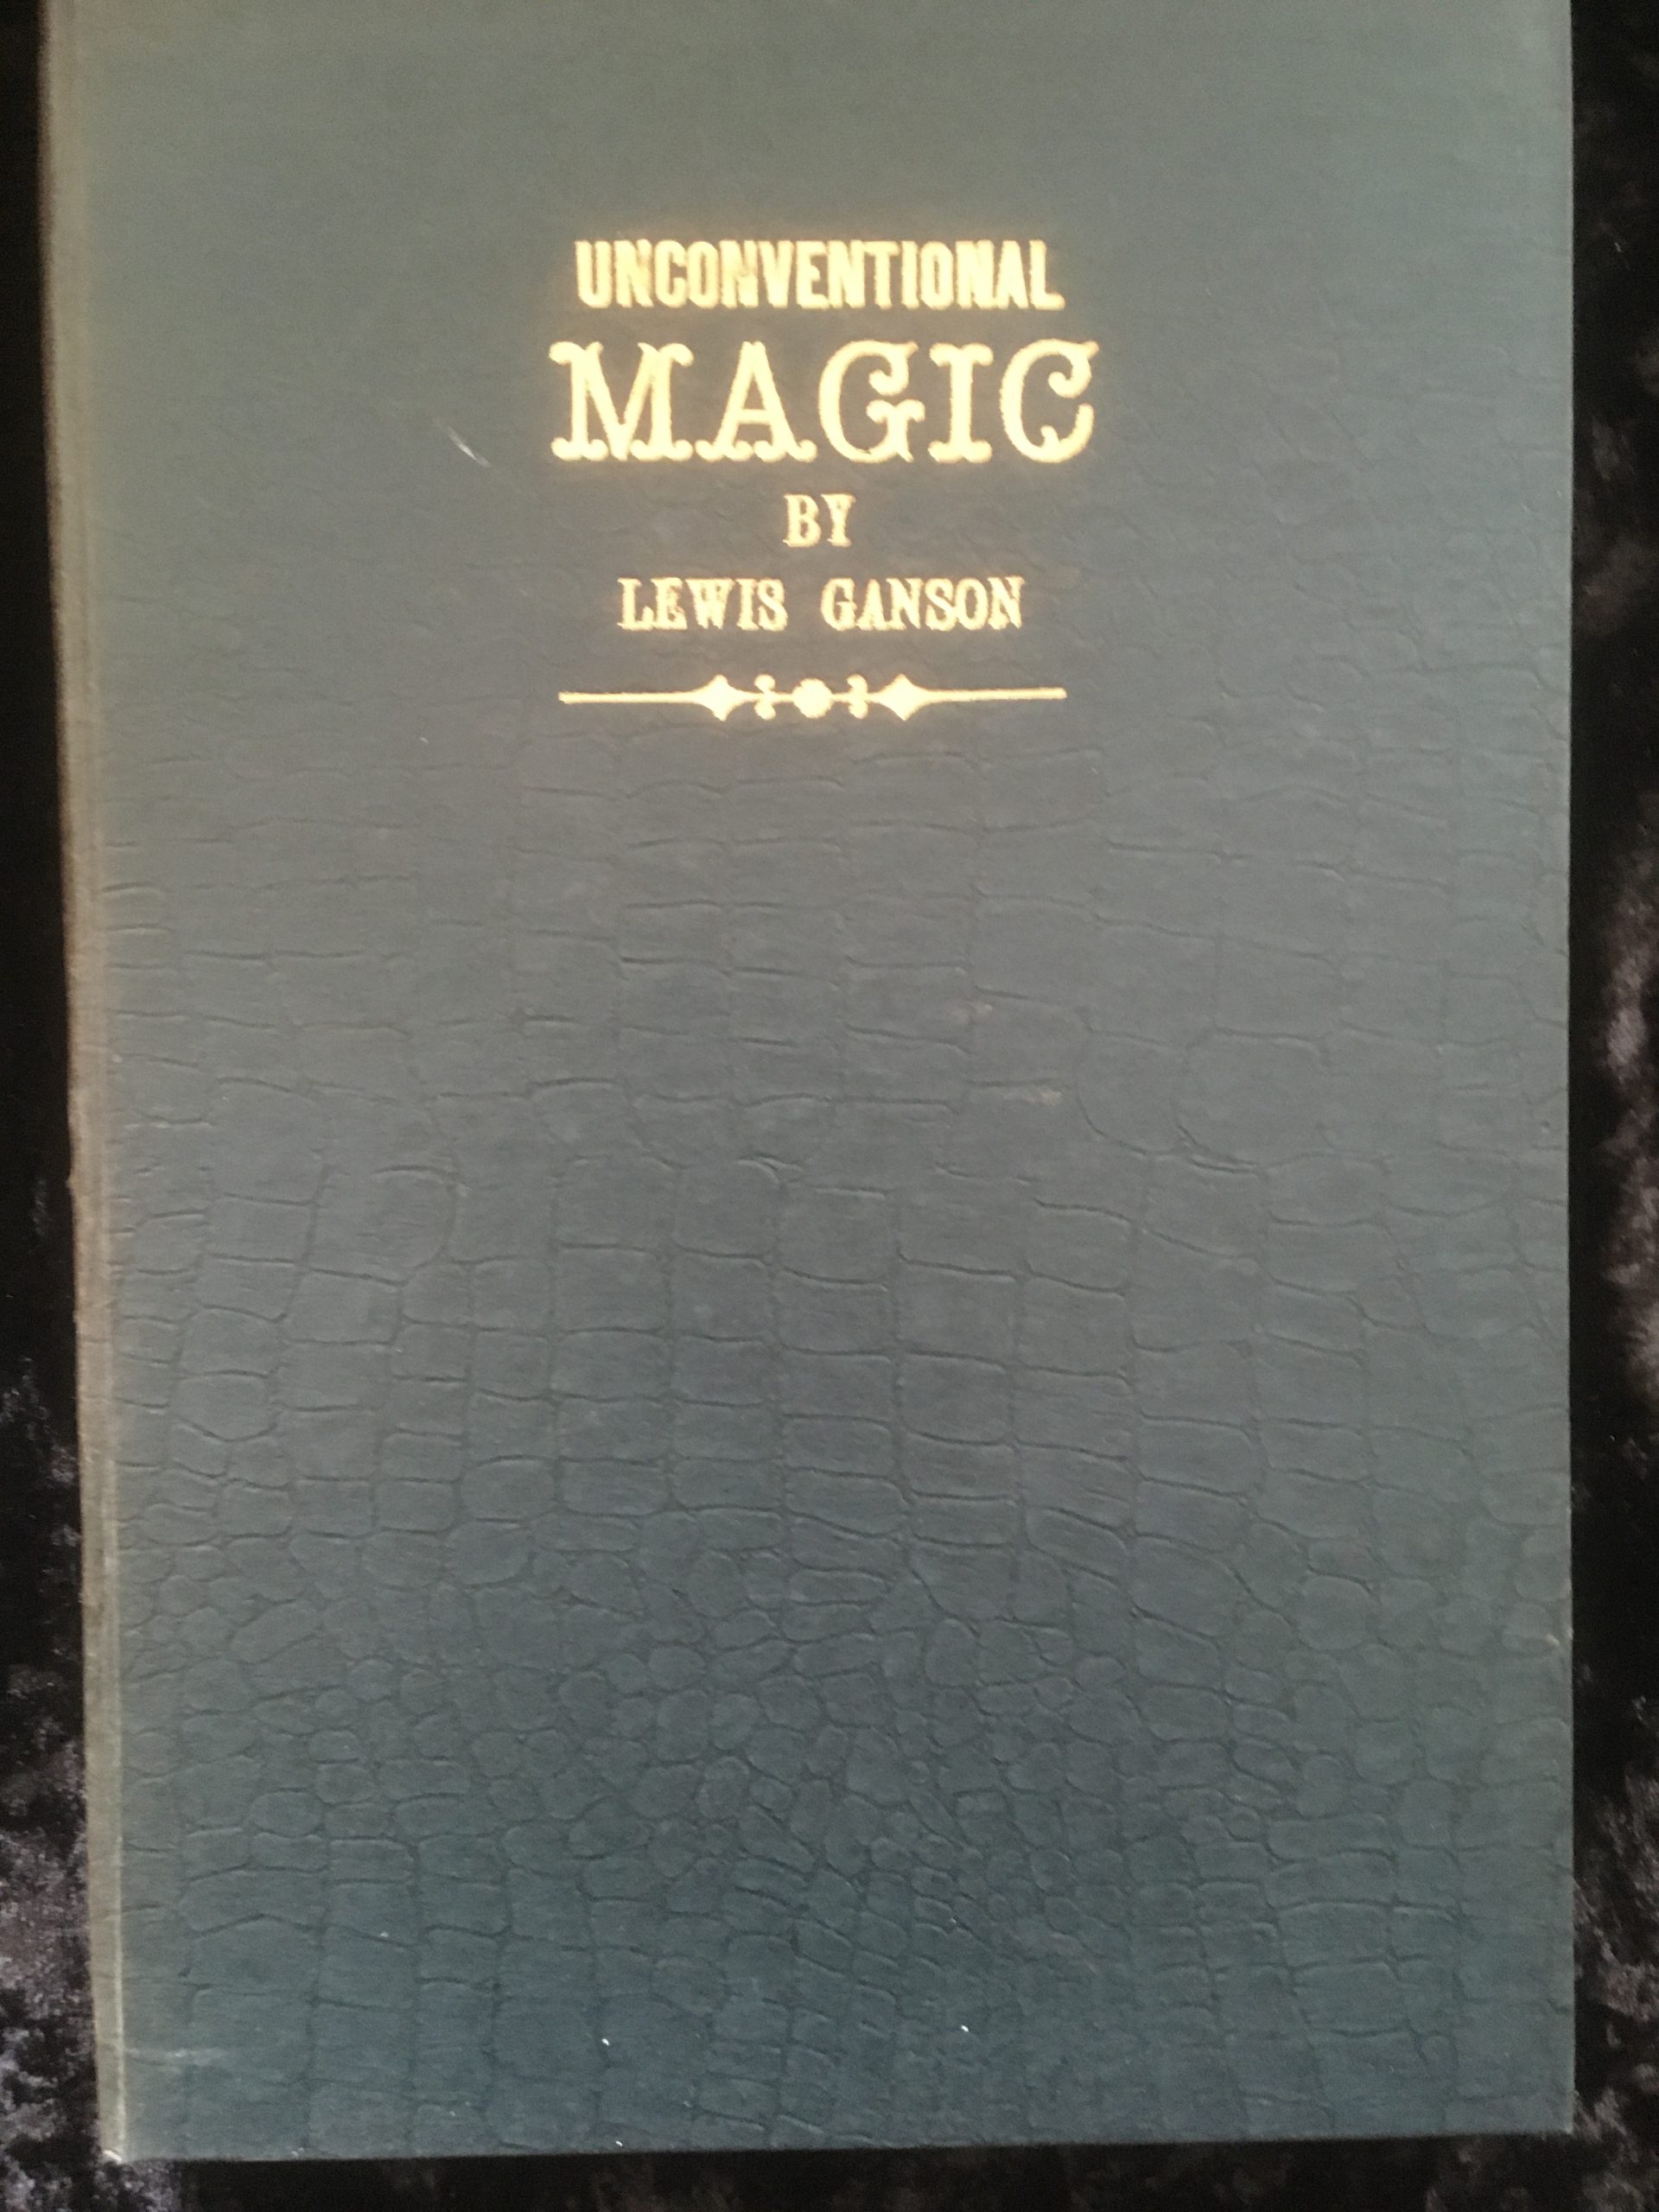 UNCONVENTIONAL
MAGIC
BY
LEWIS GANSON